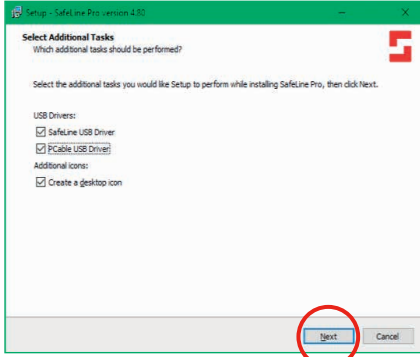 Setup - SafeLine Pro version 4.80
Select Additional Tasks
Which additional tasks should be performed?
Select the additional tasks you would like Setup to perform while installing SafeLine Pro, then click Next.
USB Drivers:
SafeLine USB Driver
PCable USB Driver
Additional icons:
Create a desktop icon
Next
Cancel